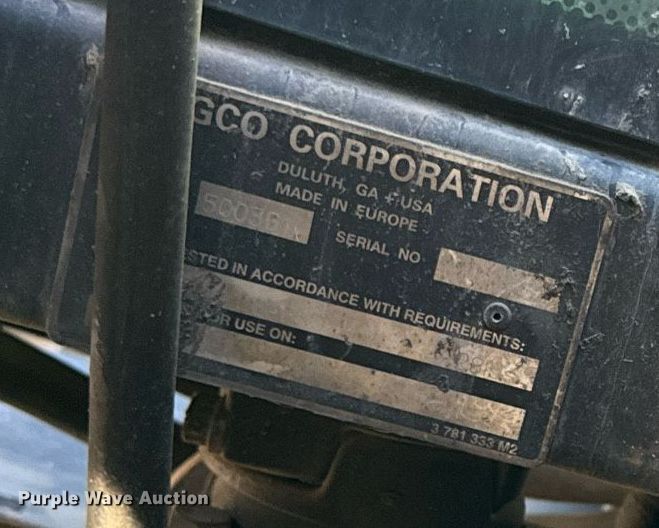 GCO CORPORATION
DULUTH, GA • USA
MADE IN EUROPE
SERIAL NO
STED IN ACCORDANCE WITH REQUIREMENTS:
OR USE ON:
3 781 333 M2
Purple Wave Auction